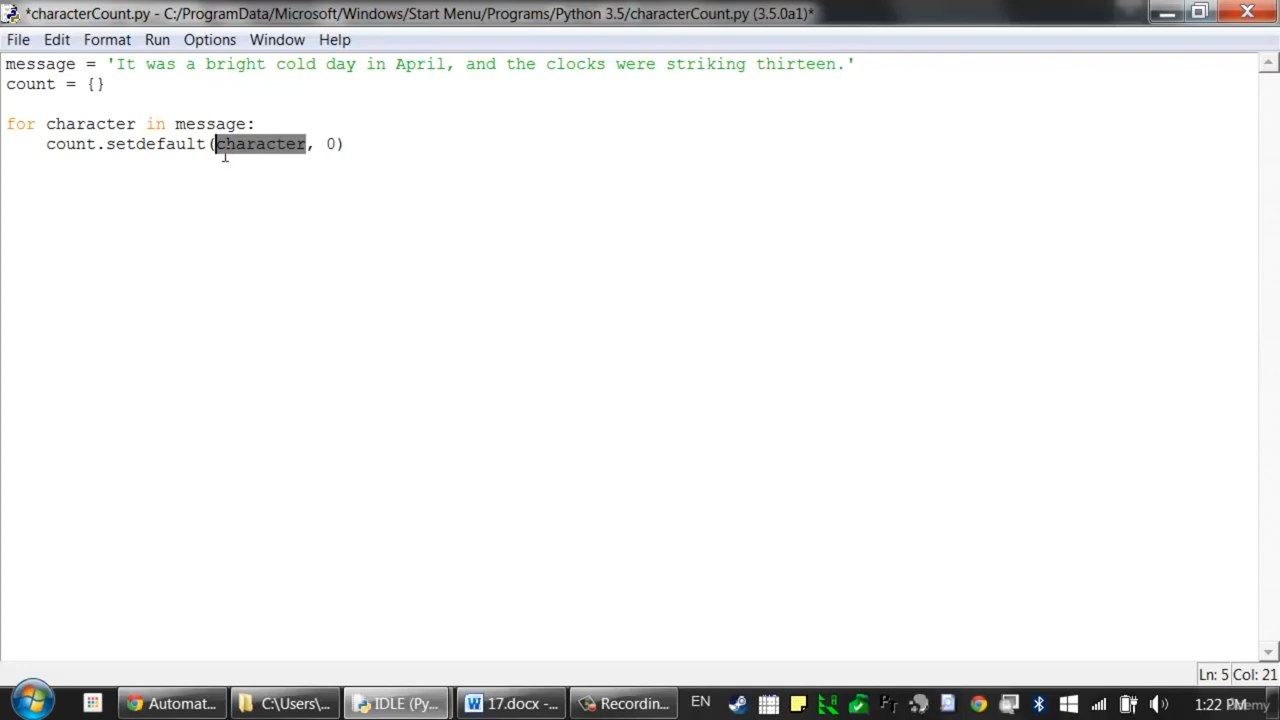 *characterCount.py - C:/ProgramData/Microsoft/Windows/Start Menu/Programs/Python 3.5/characterCount.py (3.5.0a1)*
File Edit Format Run Options Window Help
message = 'It was a bright cold day in April, and the clocks were striking thirteen.'
count = {}
for character in message:
count.setdefault(character, 0)
Ln: 5 Col: 21
Automat... C:\Users\... IDLE (Py... 17.docx -... Recordin... EN 1:22 PM
Udemy